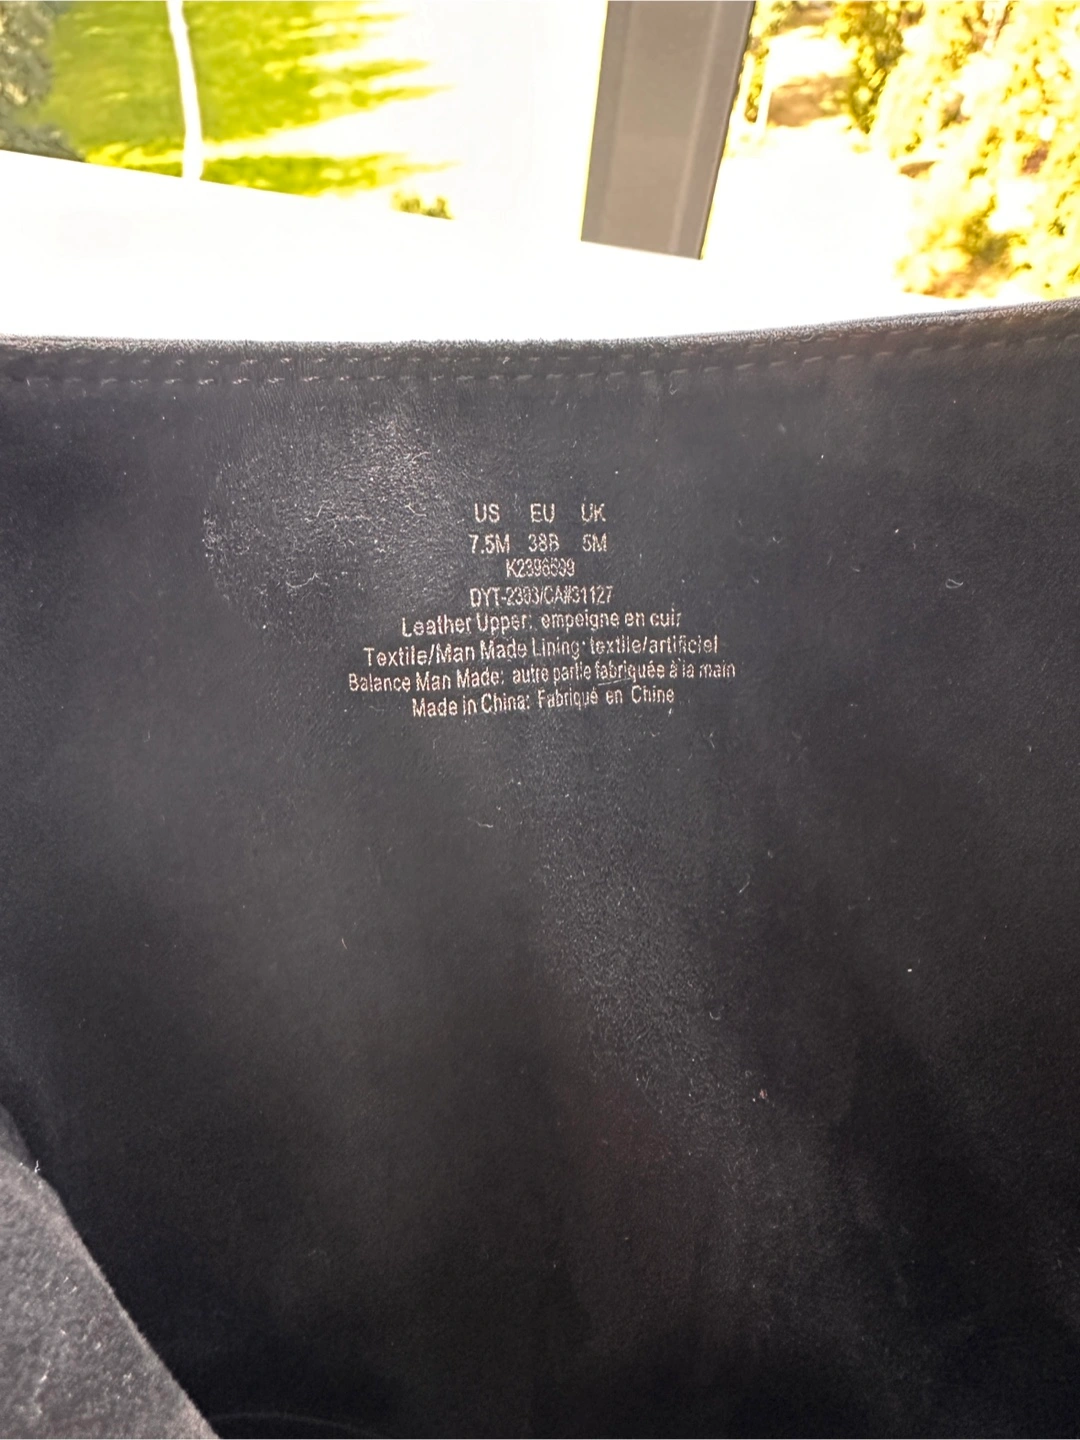 US EU UK
7.5M 38B 5M
K2396599
DYT-2303/CA#31127
Leather Upper: empeigne en cuir
Textile/Man Made Lining: textile/artificiel
Balance Man Made: autre partie fabriquée à la main
Made in China: Fabriqué en Chine